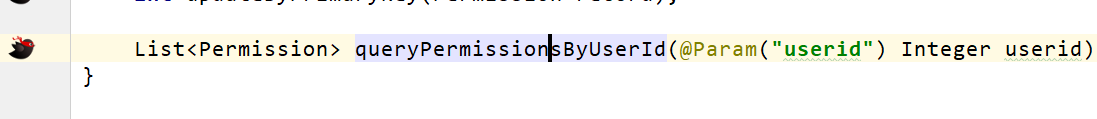 List<Permission> queryPermissionsByUserId(@Param("userid") Integer userid)
}